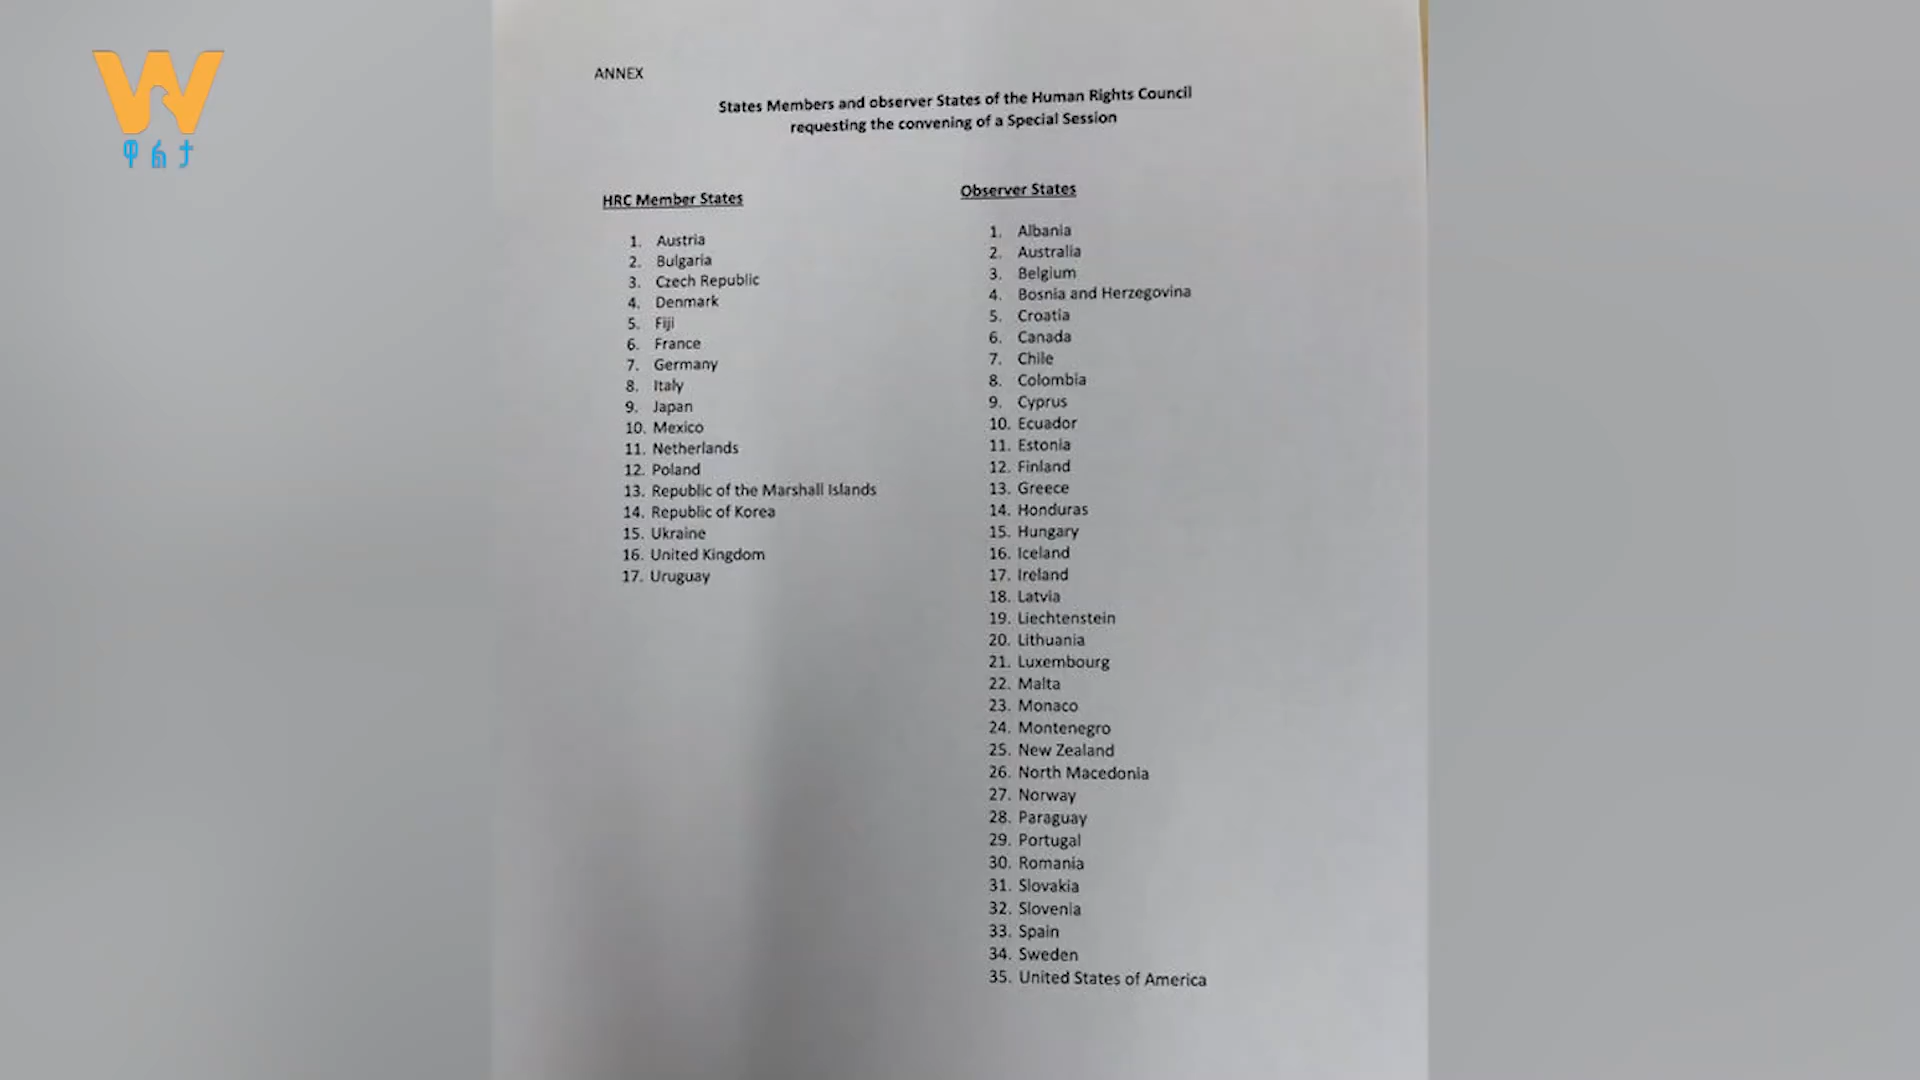 ዋልታ
ANNEX
States Members and observer States of the Human Rights Council
requesting the convening of a Special Session
HRC Member States
1. Austria
2. Bulgaria
3. Czech Republic
4. Denmark
5. Fiji
6. France
7. Germany
8. Italy
9. Japan
10. Mexico
11. Netherlands
12. Poland
13. Republic of the Marshall Islands
14. Republic of Korea
15. Ukraine
16. United Kingdom
17. Uruguay
Observer States
1. Albania
2. Australia
3. Belgium
4. Bosnia and Herzegovina
5. Croatia
6. Canada
7. Chile
8. Colombia
9. Cyprus
10. Ecuador
11. Estonia
12. Finland
13. Greece
14. Honduras
15. Hungary
16. Iceland
17. Ireland
18. Latvia
19. Liechtenstein
20. Lithuania
21. Luxembourg
22. Malta
23. Monaco
24. Montenegro
25. New Zealand
26. North Macedonia
27. Norway
28. Paraguay
29. Portugal
30. Romania
31. Slovakia
32. Slovenia
33. Spain
34. Sweden
35. United States of America